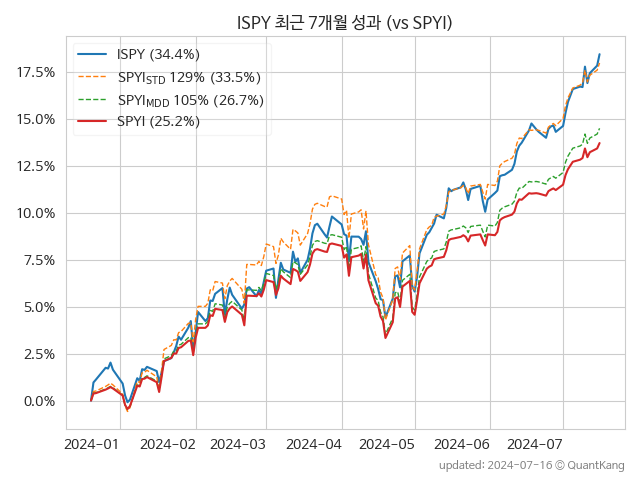 ISPY 최근 7개월 성과 (vs SPYI)
ISPY (34.4%)
SPYI_STD 129% (33.5%)
SPYI_MDD 105% (26.7%)
SPYI (25.2%)
17.5%
15.0%
12.5%
10.0%
7.5%
5.0%
2.5%
0.0%
2024-01 2024-02 2024-03 2024-04 2024-05 2024-06 2024-07
updated: 2024-07-16 © QuantKang